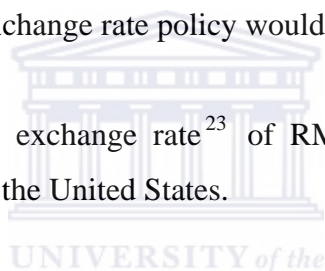 xchange rate policy would
exchange rate²³ of RM
the United States.
UNIVERSITY of the